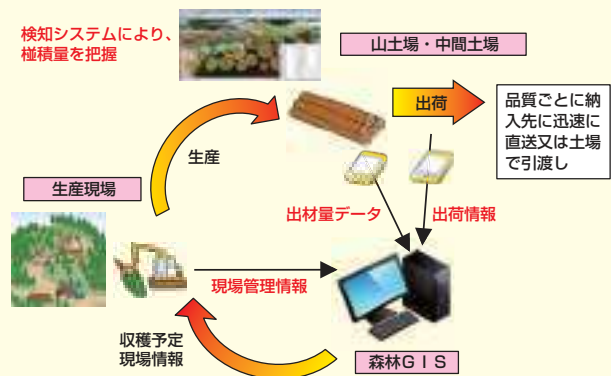 検知システムにより、
椪積量を把握
山土場・中間土場
出荷
品質ごとに納
入先に迅速に
直送又は土場
で引渡し
生産
生産現場
出材量データ
出荷情報
現場管理情報
収穫予定
現場情報
森林ＧＩＳ